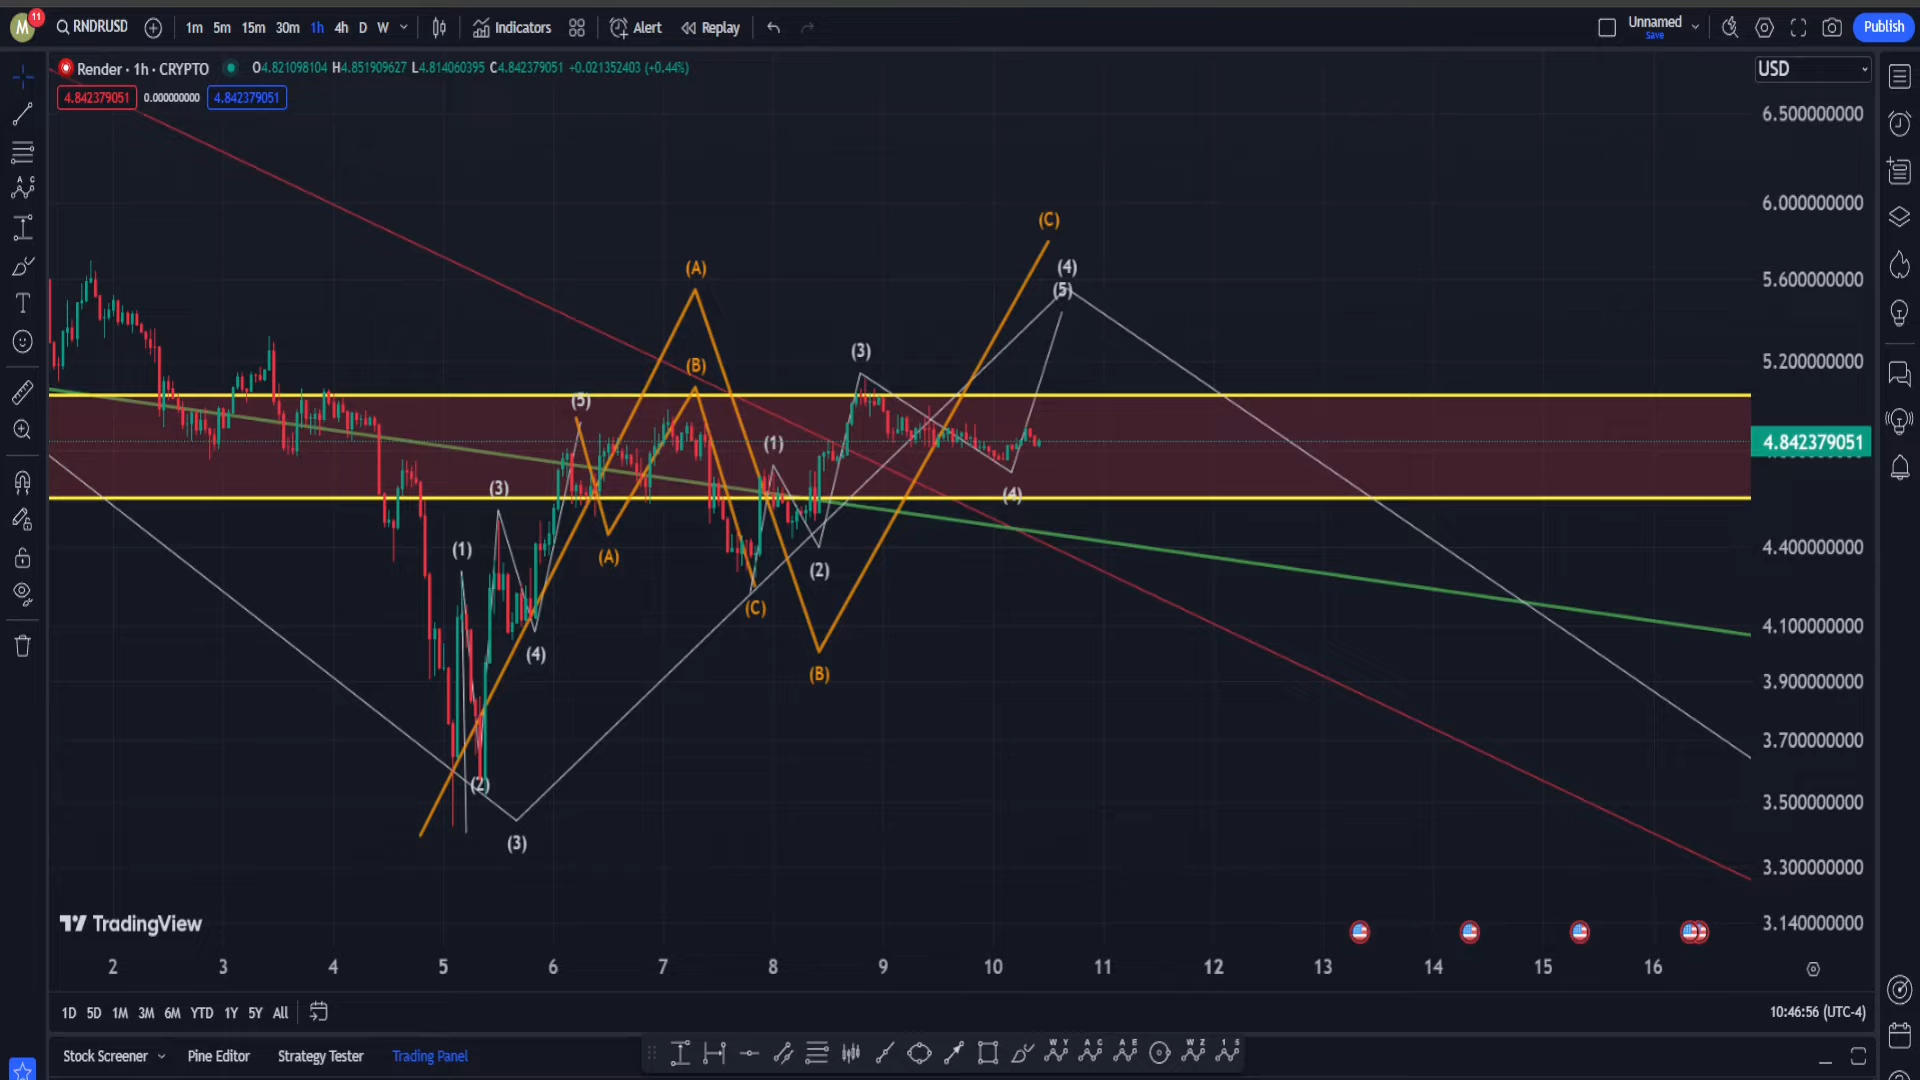 M 11 RNDRUSD 1m 5m 15m 30m 1h 4h D W Indicators Alert Replay Unnamed Save Publish
Render · 1h · CRYPTO O4.821098104 H4.851909627 L4.814060395 C4.842379051 +0.021352403 (+0.44%) USD
4.842379051 0.000000000 4.842379051
6.500000000
6.000000000
(C)
(A)
(4)
5.600000000
(5)
(3)
5.200000000
(B)
(5)
(1)
4.842379051
(3)
(4)
(1)
4.400000000
(A)
(2)
(C)
4.100000000
(4)
(B)
3.900000000
3.700000000
(2)
3.500000000
(3)
3.300000000
TradingView
3.140000000
2 3 4 5 6 7 8 9 10 11 12 13 14 15 16
1D 5D 1M 3M 6M YTD 1Y 5Y All 10:46:56 (UTC-4)
Stock Screener Pine Editor Strategy Tester Trading Panel